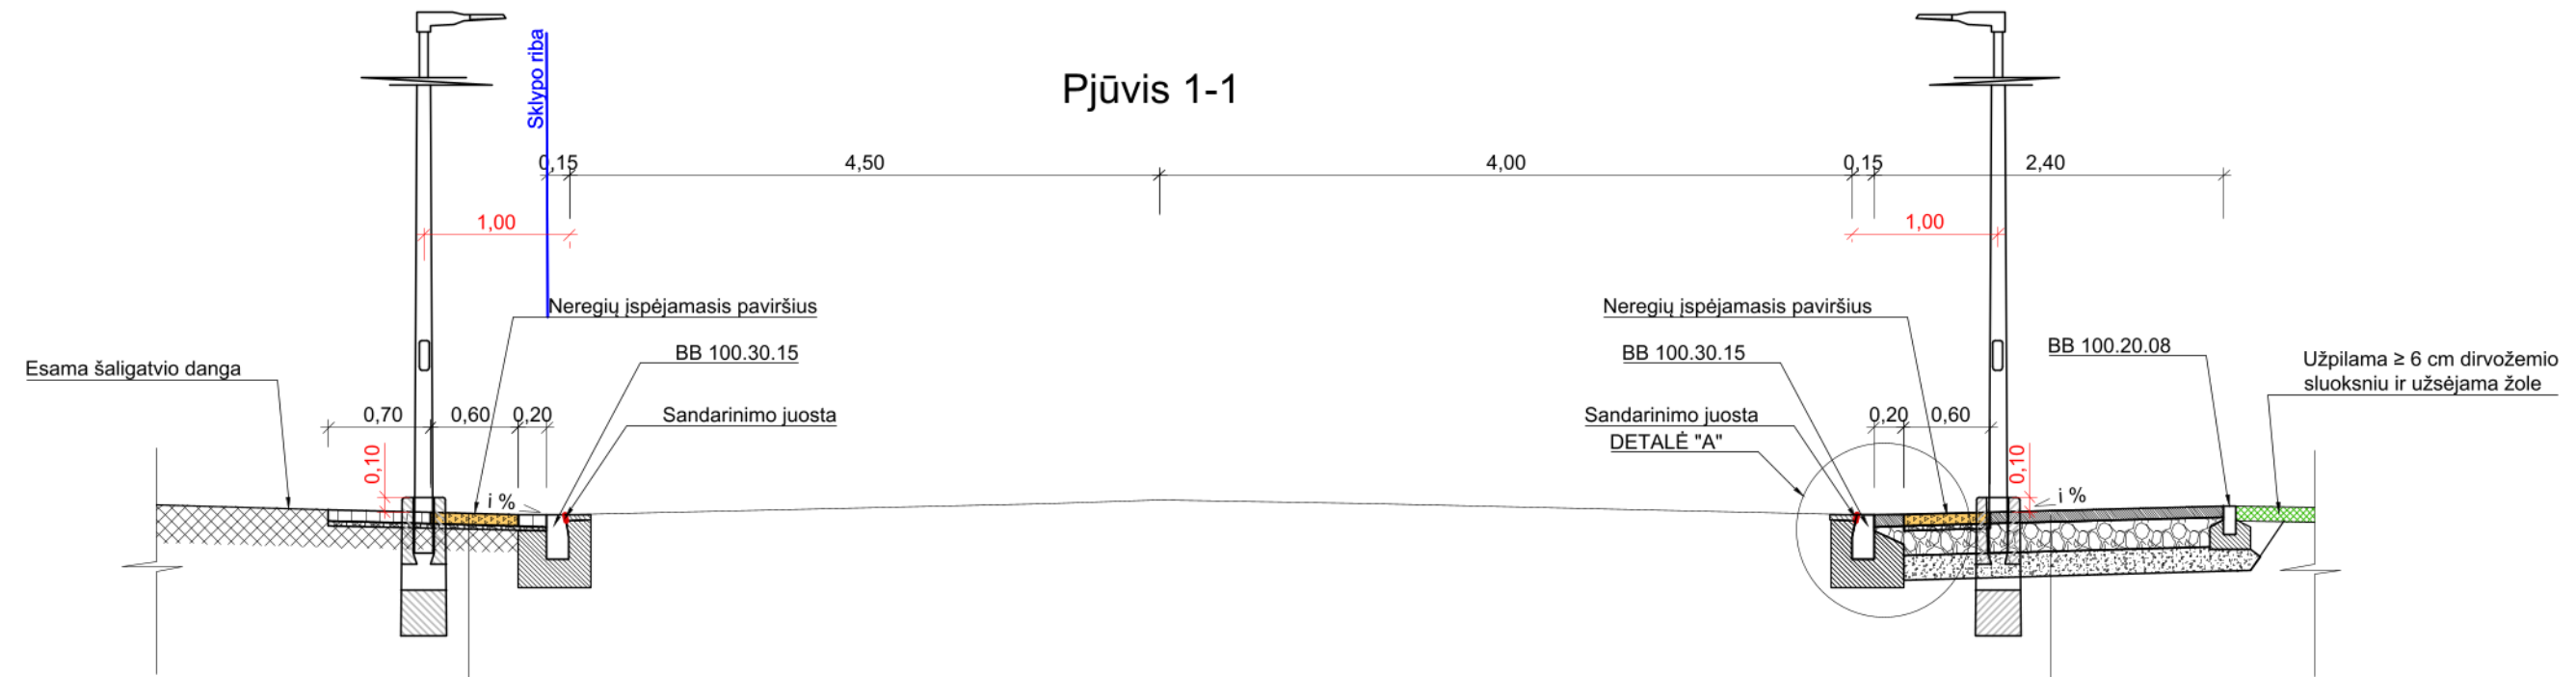 Sklypo riba
Pjūvis 1-1
0,15
4,50
4,00
0,15
2,40
1,00
1,00
Neregių įspėjamasis paviršius
Neregių įspėjamasis paviršius
BB 100.30.15
BB 100.30.15
BB 100.20.08
Esama šaligatvio danga
Užpilama ≥ 6 cm dirvožemio
sluoksniu ir užsėjama žole
0,70
0,60
0,20
Sandarinimo juosta
Sandarinimo juosta
0,20
0,60
DETALĖ "A"
0,10
0,10
i %
i %